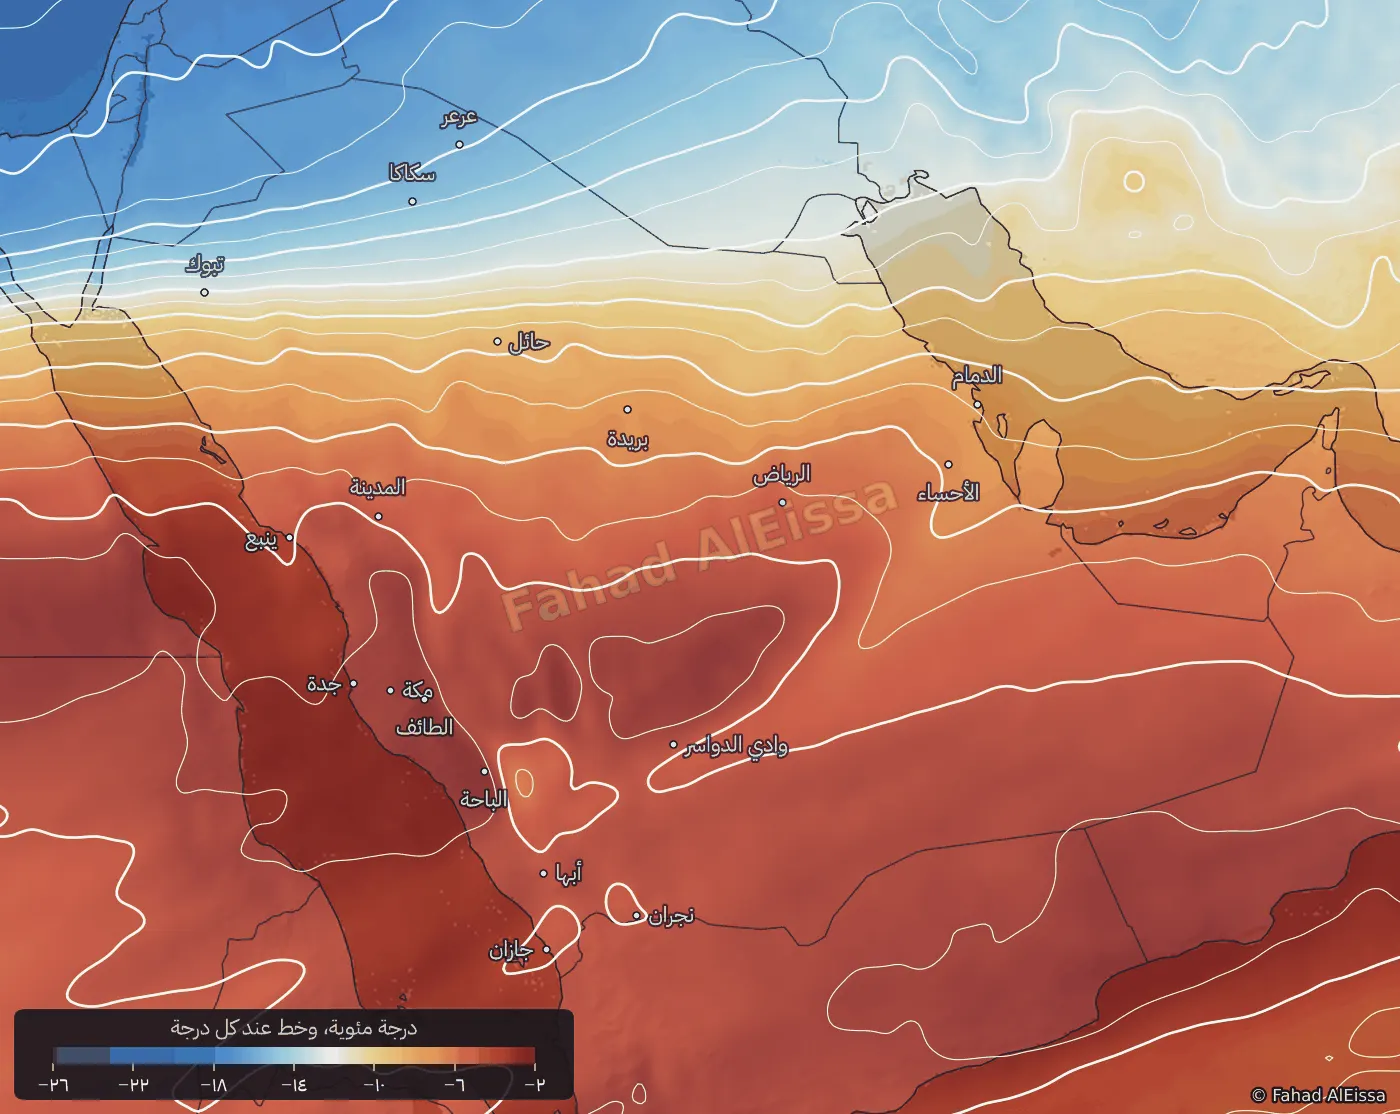 عرعر
سكاكا
تبوك
حائل
الدمام
بريدة
الرياض
المدينة
الأحساء
Fahad AlEissa
ينبع
جدة
مكة
الطائف
وادي الدواسر
الباحة
أبها
نجران
جازان
درجة مئوية، وخط عند كل درجة
−٢٦ −٢٢ −١٨ −١٤ −١٠ −٦ −٢
© Fahad AlEissa